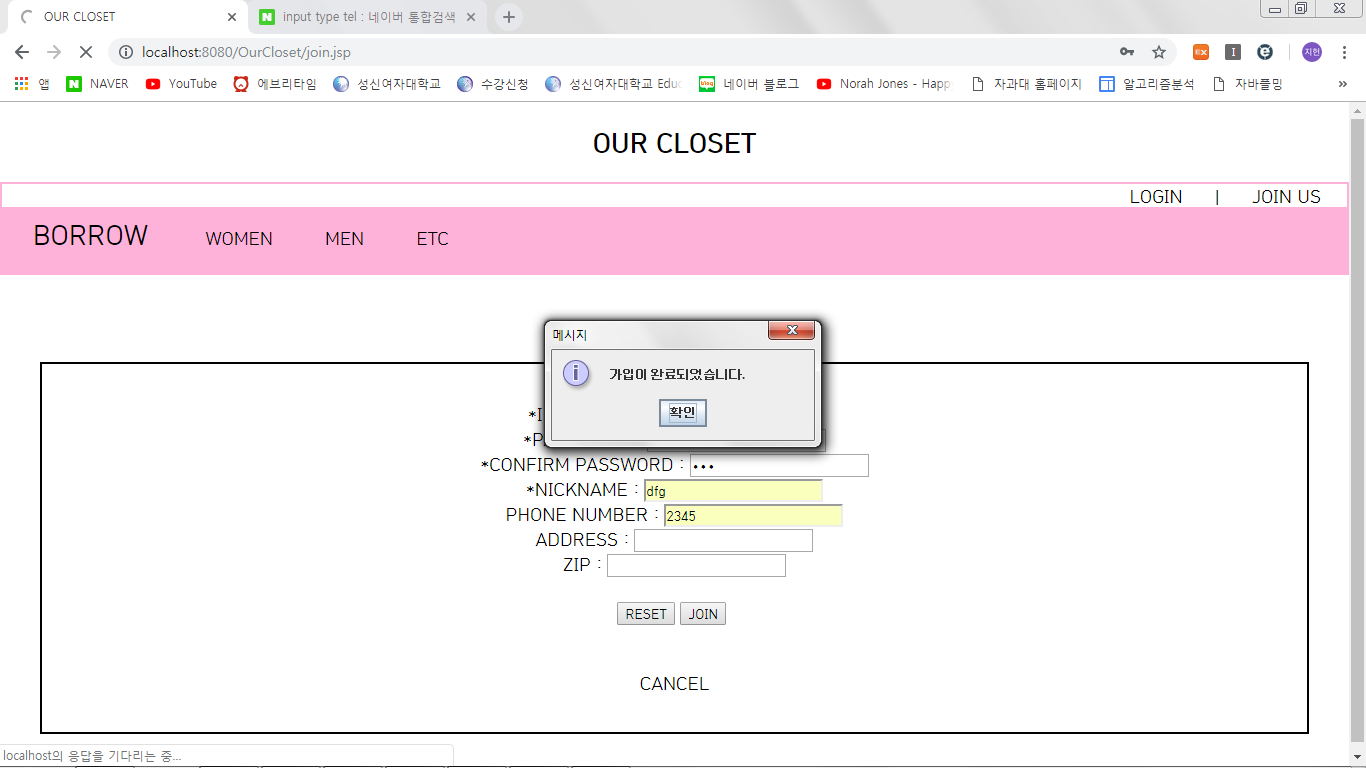 OUR CLOSET
input type tel : 네이버 통합검색
localhost:8080/OurCloset/join.jsp
지헌
앱 NAVER YouTube 에브리타임 성신여자대학교 수강신청 성신여자대학교 Educ 네이버 블로그 Norah Jones - Happ 자과대 홈페이지 알고리즘분석 자바플밍 »
OUR CLOSET
LOGIN | JOIN US
BORROW WOMEN MEN ETC
메시지
가입이 완료되었습니다.
확인
*I
*P
*CONFIRM PASSWORD : •••
*NICKNAME : dfg
PHONE NUMBER : 2345
ADDRESS :
ZIP :
RESET JOIN
CANCEL
localhost의 응답을 기다리는 중...